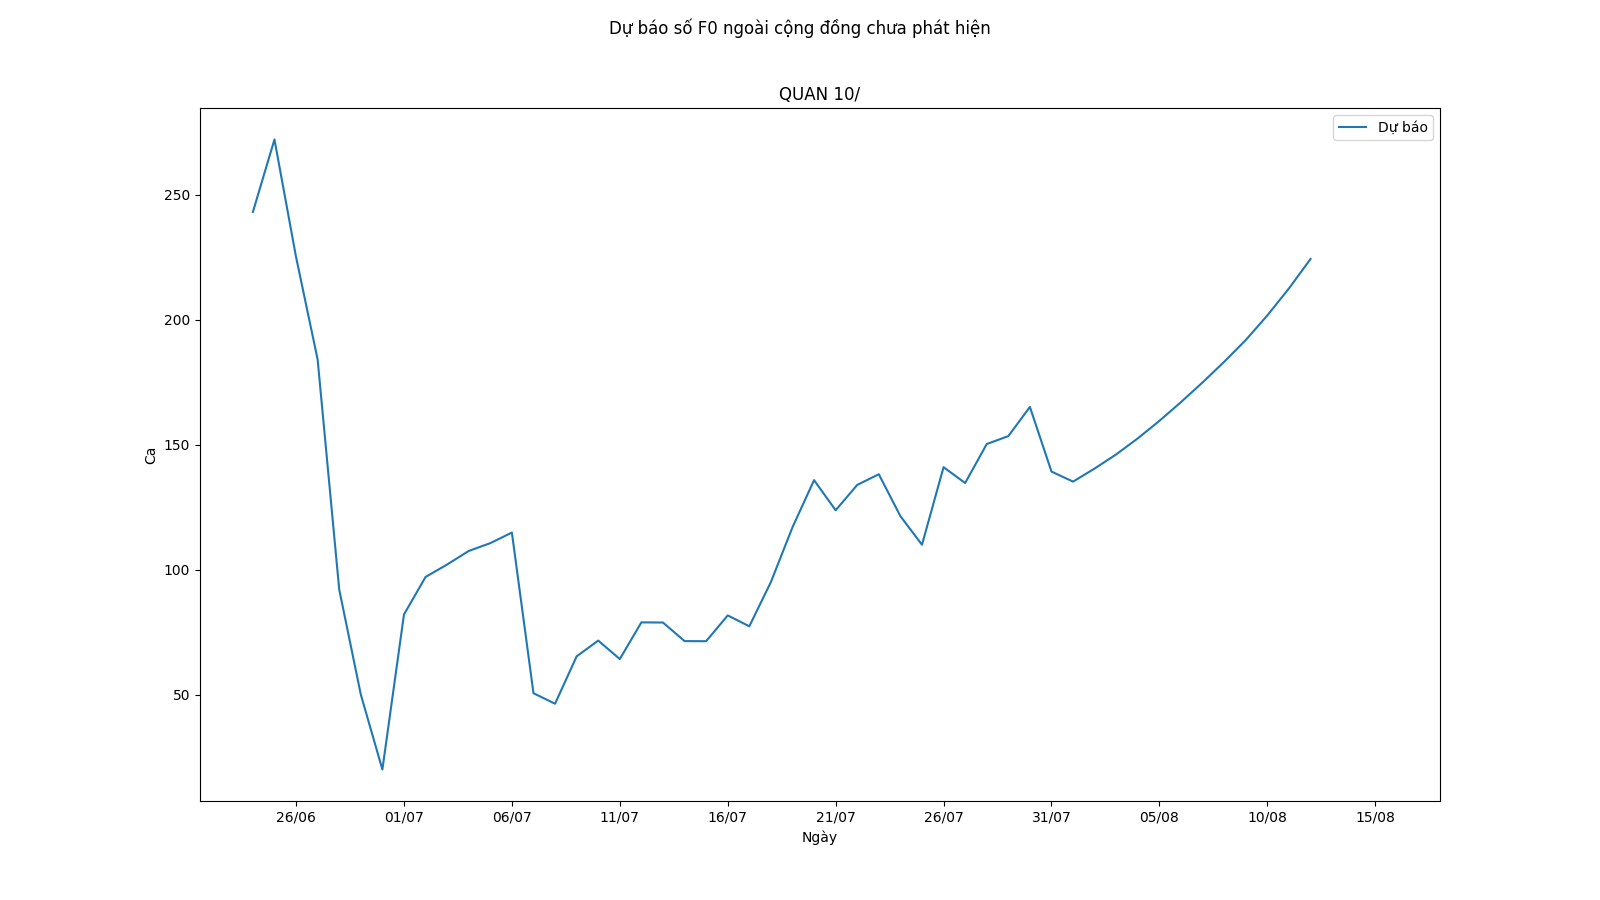 Dự báo số F0 ngoài cộng đồng chưa phát hiện
QUAN 10/
Dự báo
250
200
150
100
50
Ca
26/06 01/07 06/07 11/07 16/07 21/07 26/07 31/07 05/08 10/08 15/08
Ngày